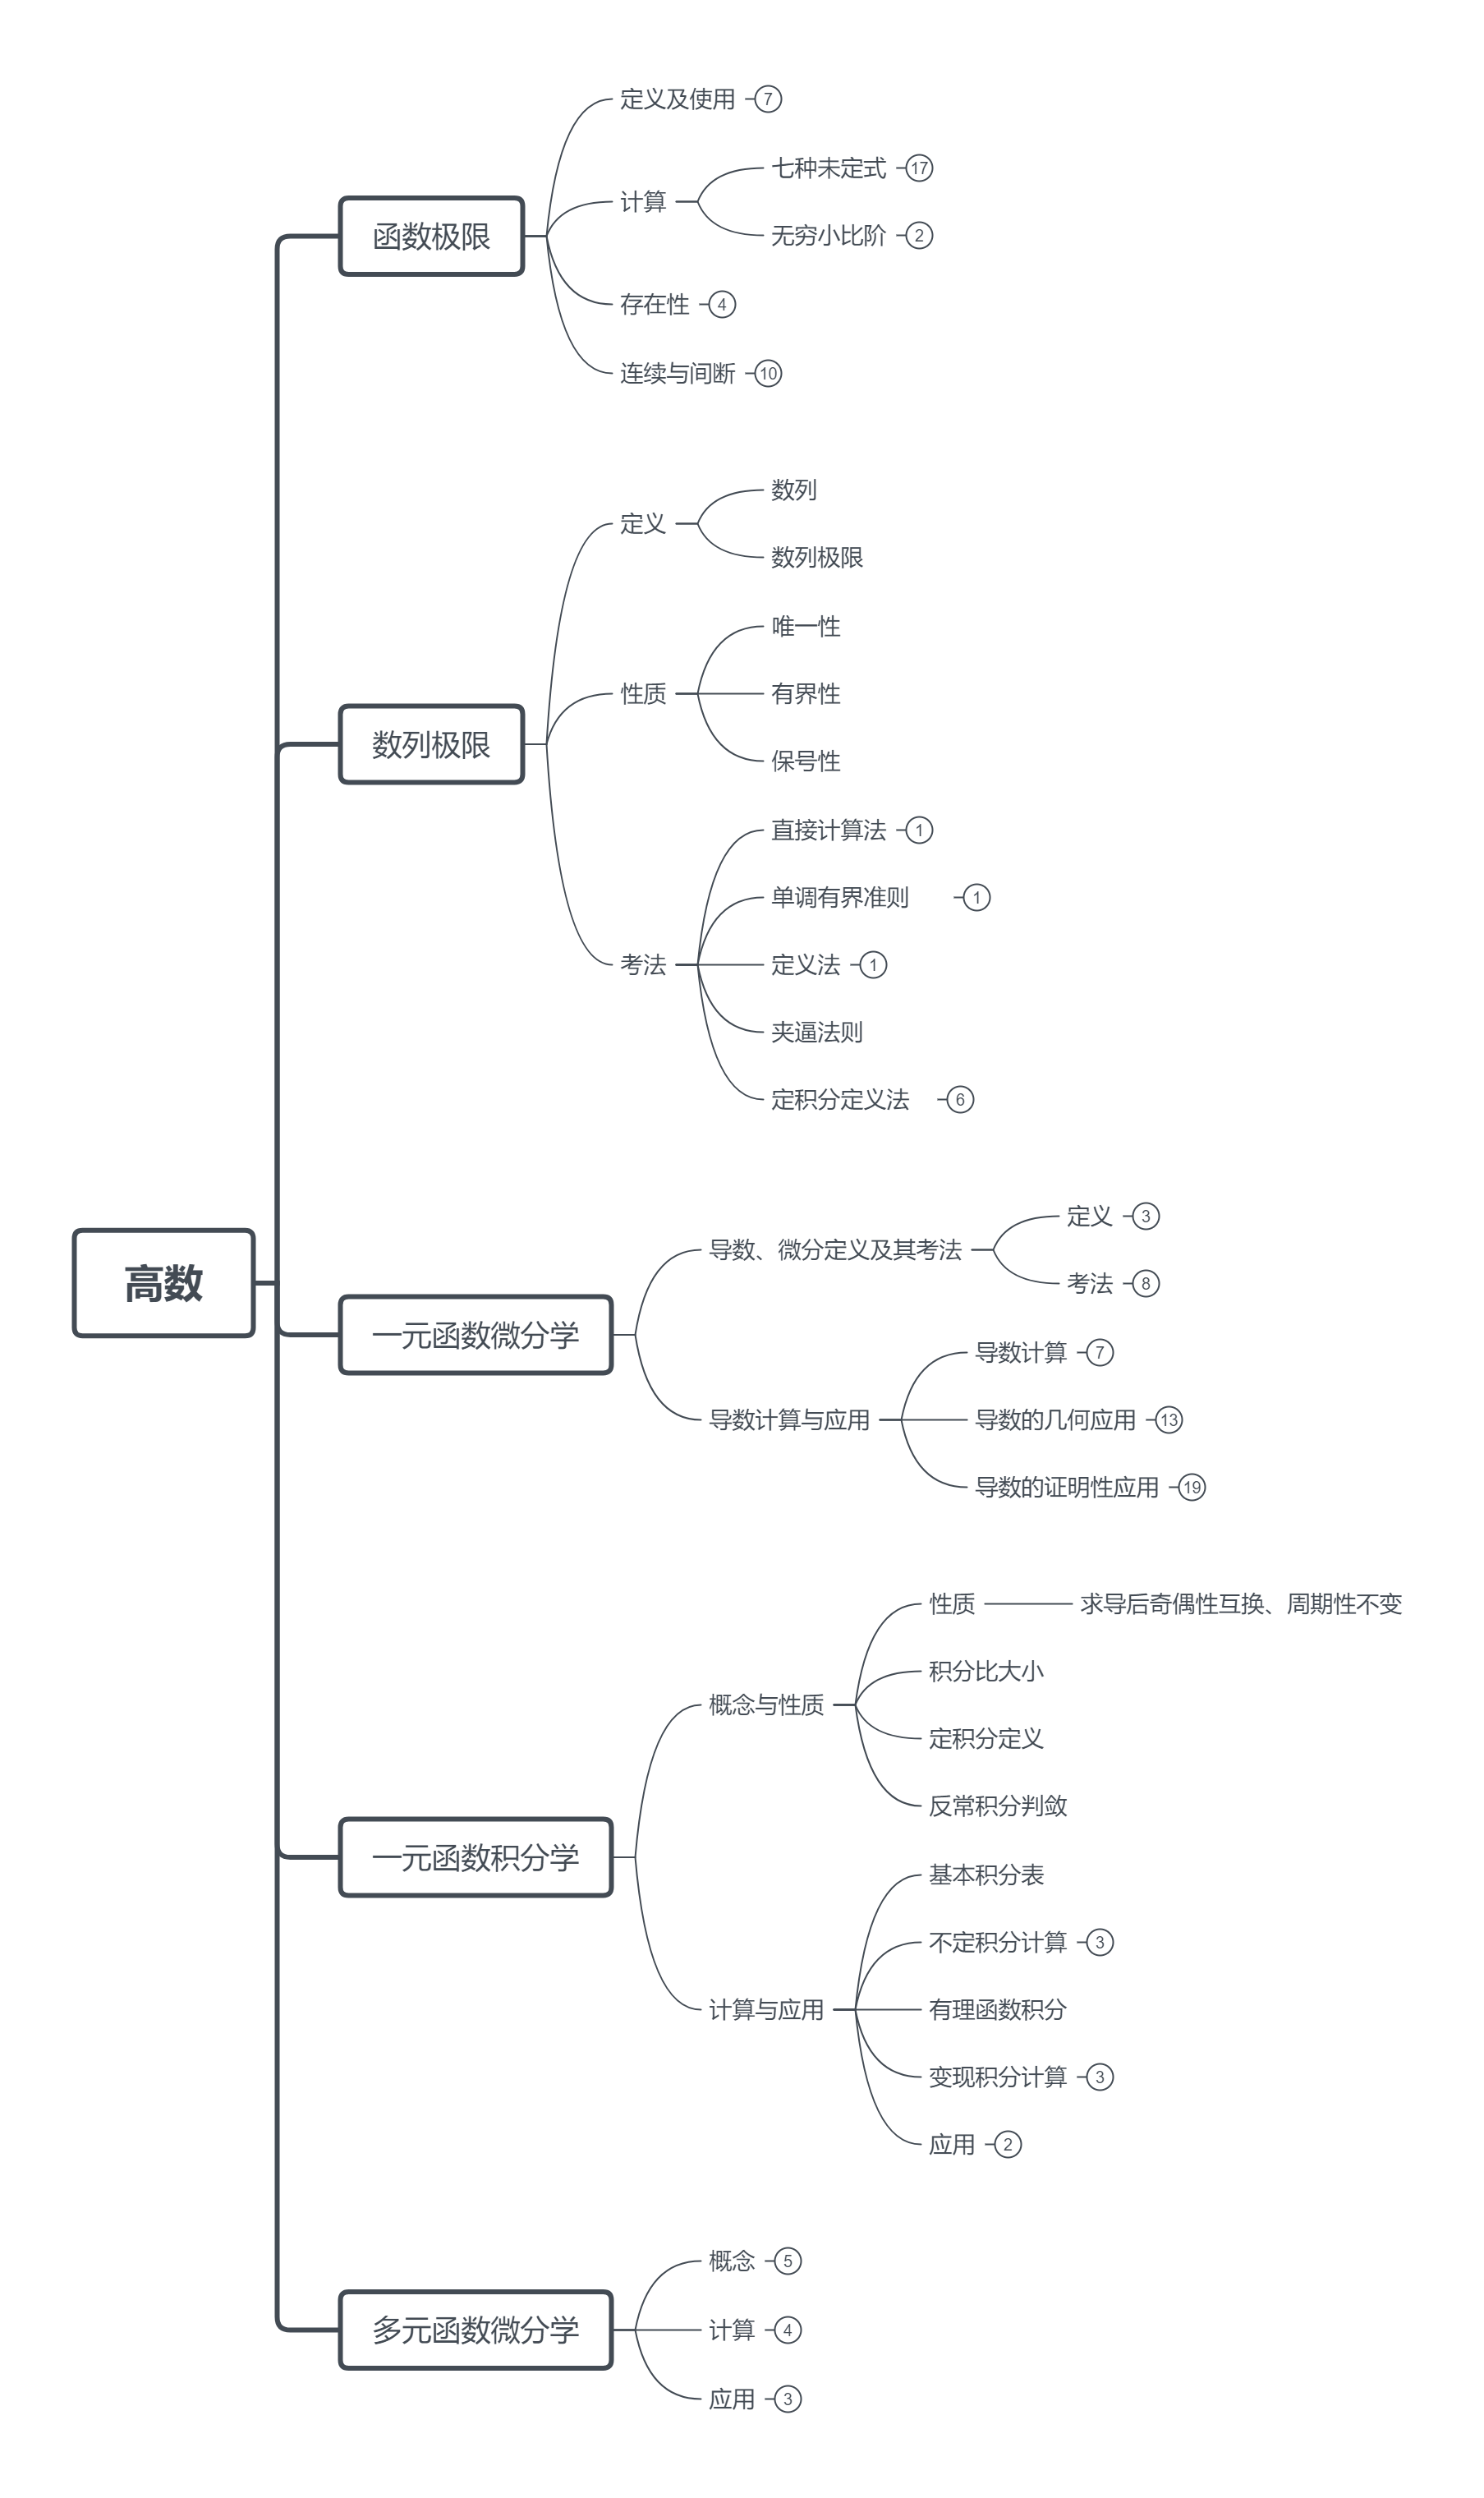 高数
函数极限
定义及使用 7
计算
七种未定式 17
无穷小比阶 2
存在性 4
连续与间断 10
数列极限
定义
数列
数列极限
性质
唯一性
有界性
保号性
考法
直接计算法 1
单调有界准则 1
定义法 1
夹逼法则
定积分定义法 6
一元函数微分学
导数、微分定义及其考法
定义 3
考法 8
导数计算与应用
导数计算 7
导数的几何应用 13
导数的证明性应用 19
一元函数积分学
概念与性质
性质
求导后奇偶性互换、周期性不变
积分比大小
定积分定义
反常积分判敛
计算与应用
基本积分表
不定积分计算 3
有理函数积分
变现积分计算 3
应用 2
多元函数微分学
概念 5
计算 4
应用 3